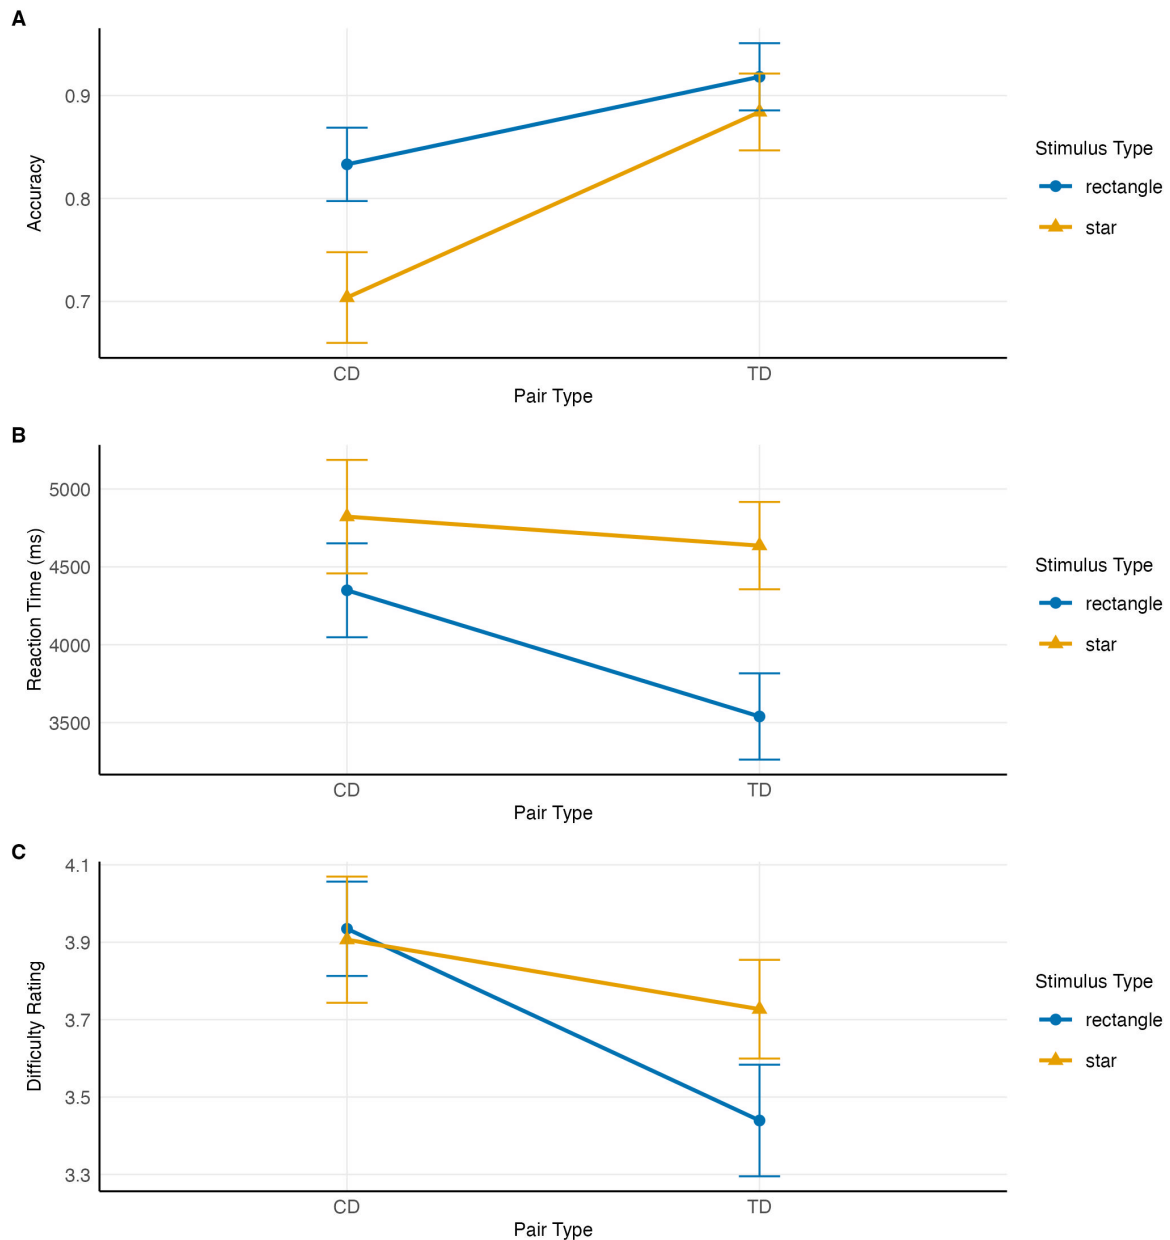 A
0.9
0.8
0.7
Accuracy
CD
TD
Pair Type
Stimulus Type
rectangle
star
B
5000
4500
4000
3500
Reaction Time (ms)
CD
TD
Pair Type
Stimulus Type
rectangle
star
C
4.1
3.9
3.7
3.5
3.3
Difficulty Rating
CD
TD
Pair Type
Stimulus Type
rectangle
star